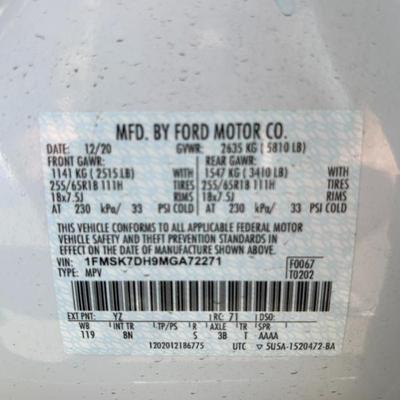 MFD. BY FORD MOTOR CO.
12/20 GVWR: 2635 KG ( 5810 LB)
FRONT GAWR: REAR GAWR:
1141 KG ( 2515 LB) 1547 KG ( 3410 LB)
255/65R18 111H TIRES 255/65R18 111H TIRES
18x7.5J RIMS 18x7.5J RIMS
AT 230 kPa/ 33 PSI COLD AT 230 kPa/ 33 PSI COLD
THIS VEHICLE CONFORMS TO ALL APPLICABLE FEDERAL MOTOR
VEHICLE SAFETY AND THEFT PREVENTION STANDARDS IN EFFECT ON THE DATE OF
MANUFACTURE SHOWN ABOVE.
VIN: 1FMSK7DH9MGA72271 F0067
TYPE: MPV T0202
EXT PNT: YZ RC: 71 DSO:
WB INT TR TP/PS R AXLE TR SPR
119 8N S 3B T AAAA
1202012186775 UTC 5U5A-1520472-BA